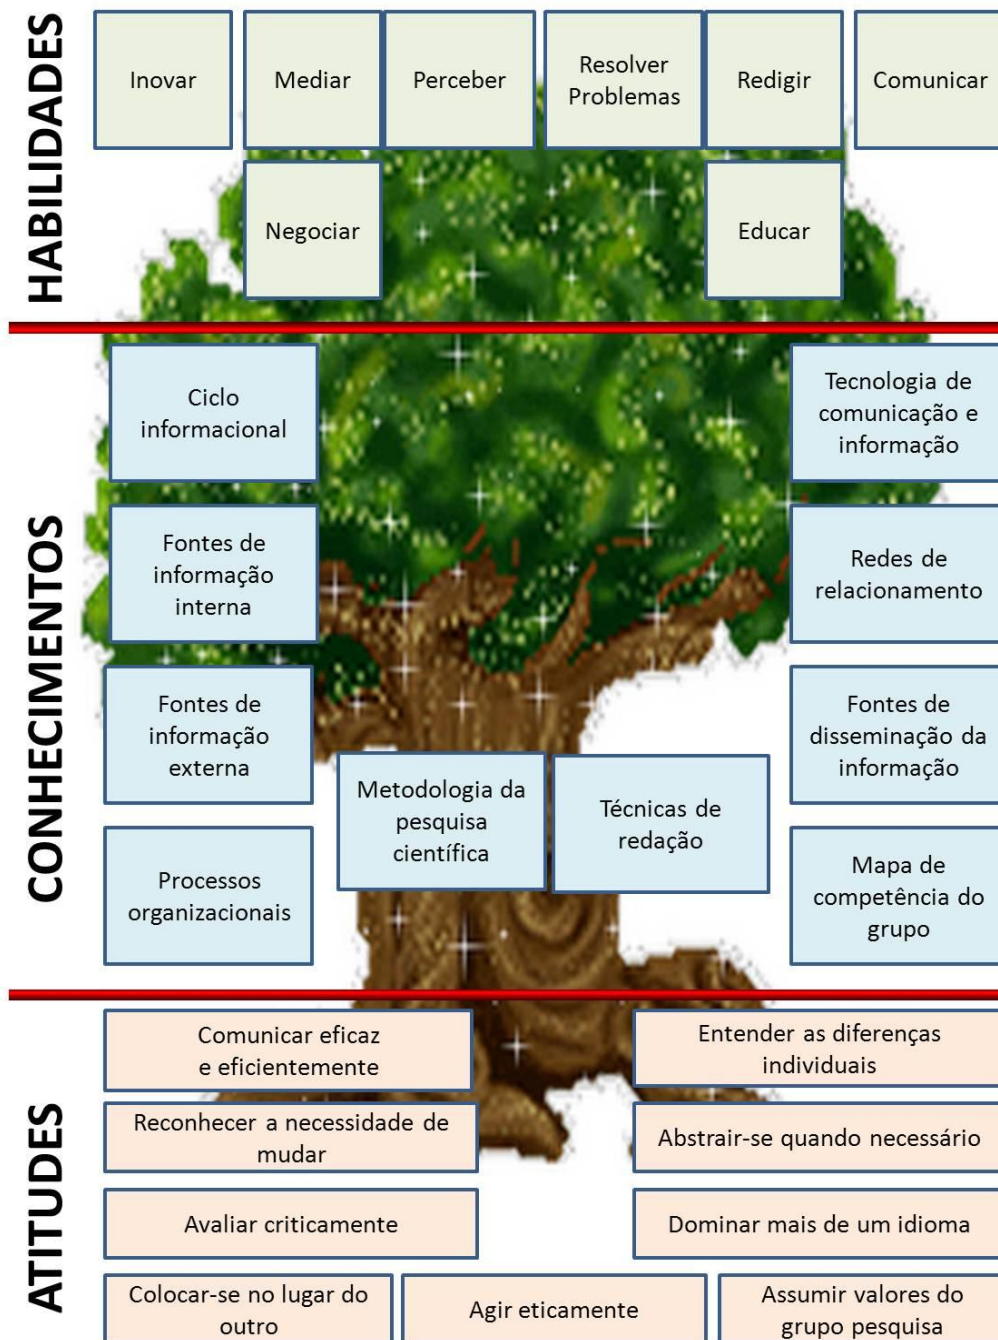 HABILIDADES
Inovar
Mediar
Perceber
Resolver
Problemas
Redigir
Comunicar
Negociar
Educar
CONHECIMENTOS
Ciclo
informacional
Tecnologia de
comunicação e
informação
Fontes de
informação
interna
Redes de
relacionamento
Fontes de
informação
externa
Fontes de
disseminação da
informação
Metodologia da
pesquisa
científica
Técnicas de
redação
Processos
organizacionais
Mapa de
competência do
grupo
ATITUDES
Comunicar eficaz
e eficientemente
Entender as diferenças
individuais
Reconhecer a necessidade de
mudar
Abstrair-se quando necessário
Avaliar criticamente
Dominar mais de um idioma
Colocar-se no lugar do
outro
Agir eticamente
Assumir valores do
grupo pesquisa